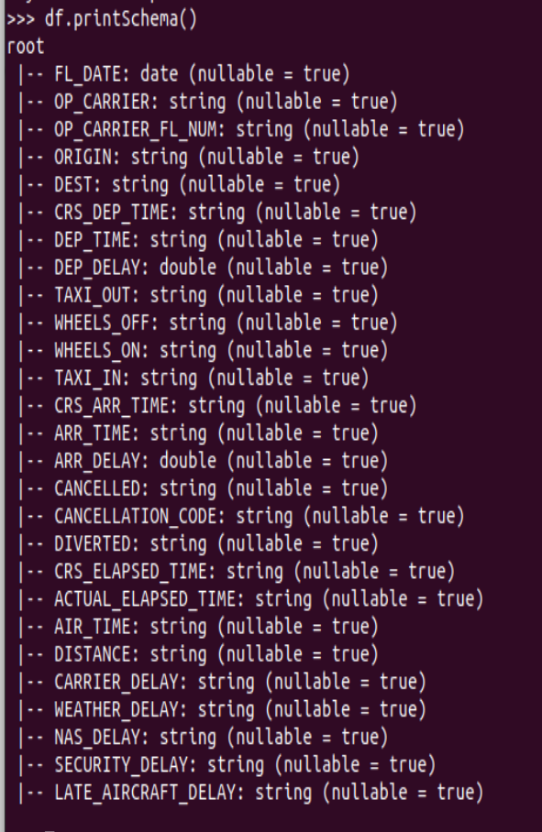 >>> df.printSchema()
root
 |-- FL_DATE: date (nullable = true)
 |-- OP_CARRIER: string (nullable = true)
 |-- OP_CARRIER_FL_NUM: string (nullable = true)
 |-- ORIGIN: string (nullable = true)
 |-- DEST: string (nullable = true)
 |-- CRS_DEP_TIME: string (nullable = true)
 |-- DEP_TIME: string (nullable = true)
 |-- DEP_DELAY: double (nullable = true)
 |-- TAXI_OUT: string (nullable = true)
 |-- WHEELS_OFF: string (nullable = true)
 |-- WHEELS_ON: string (nullable = true)
 |-- TAXI_IN: string (nullable = true)
 |-- CRS_ARR_TIME: string (nullable = true)
 |-- ARR_TIME: string (nullable = true)
 |-- ARR_DELAY: double (nullable = true)
 |-- CANCELLED: string (nullable = true)
 |-- CANCELLATION_CODE: string (nullable = true)
 |-- DIVERTED: string (nullable = true)
 |-- CRS_ELAPSED_TIME: string (nullable = true)
 |-- ACTUAL_ELAPSED_TIME: string (nullable = true)
 |-- AIR_TIME: string (nullable = true)
 |-- DISTANCE: string (nullable = true)
 |-- CARRIER_DELAY: string (nullable = true)
 |-- WEATHER_DELAY: string (nullable = true)
 |-- NAS_DELAY: string (nullable = true)
 |-- SECURITY_DELAY: string (nullable = true)
 |-- LATE_AIRCRAFT_DELAY: string (nullable = true)